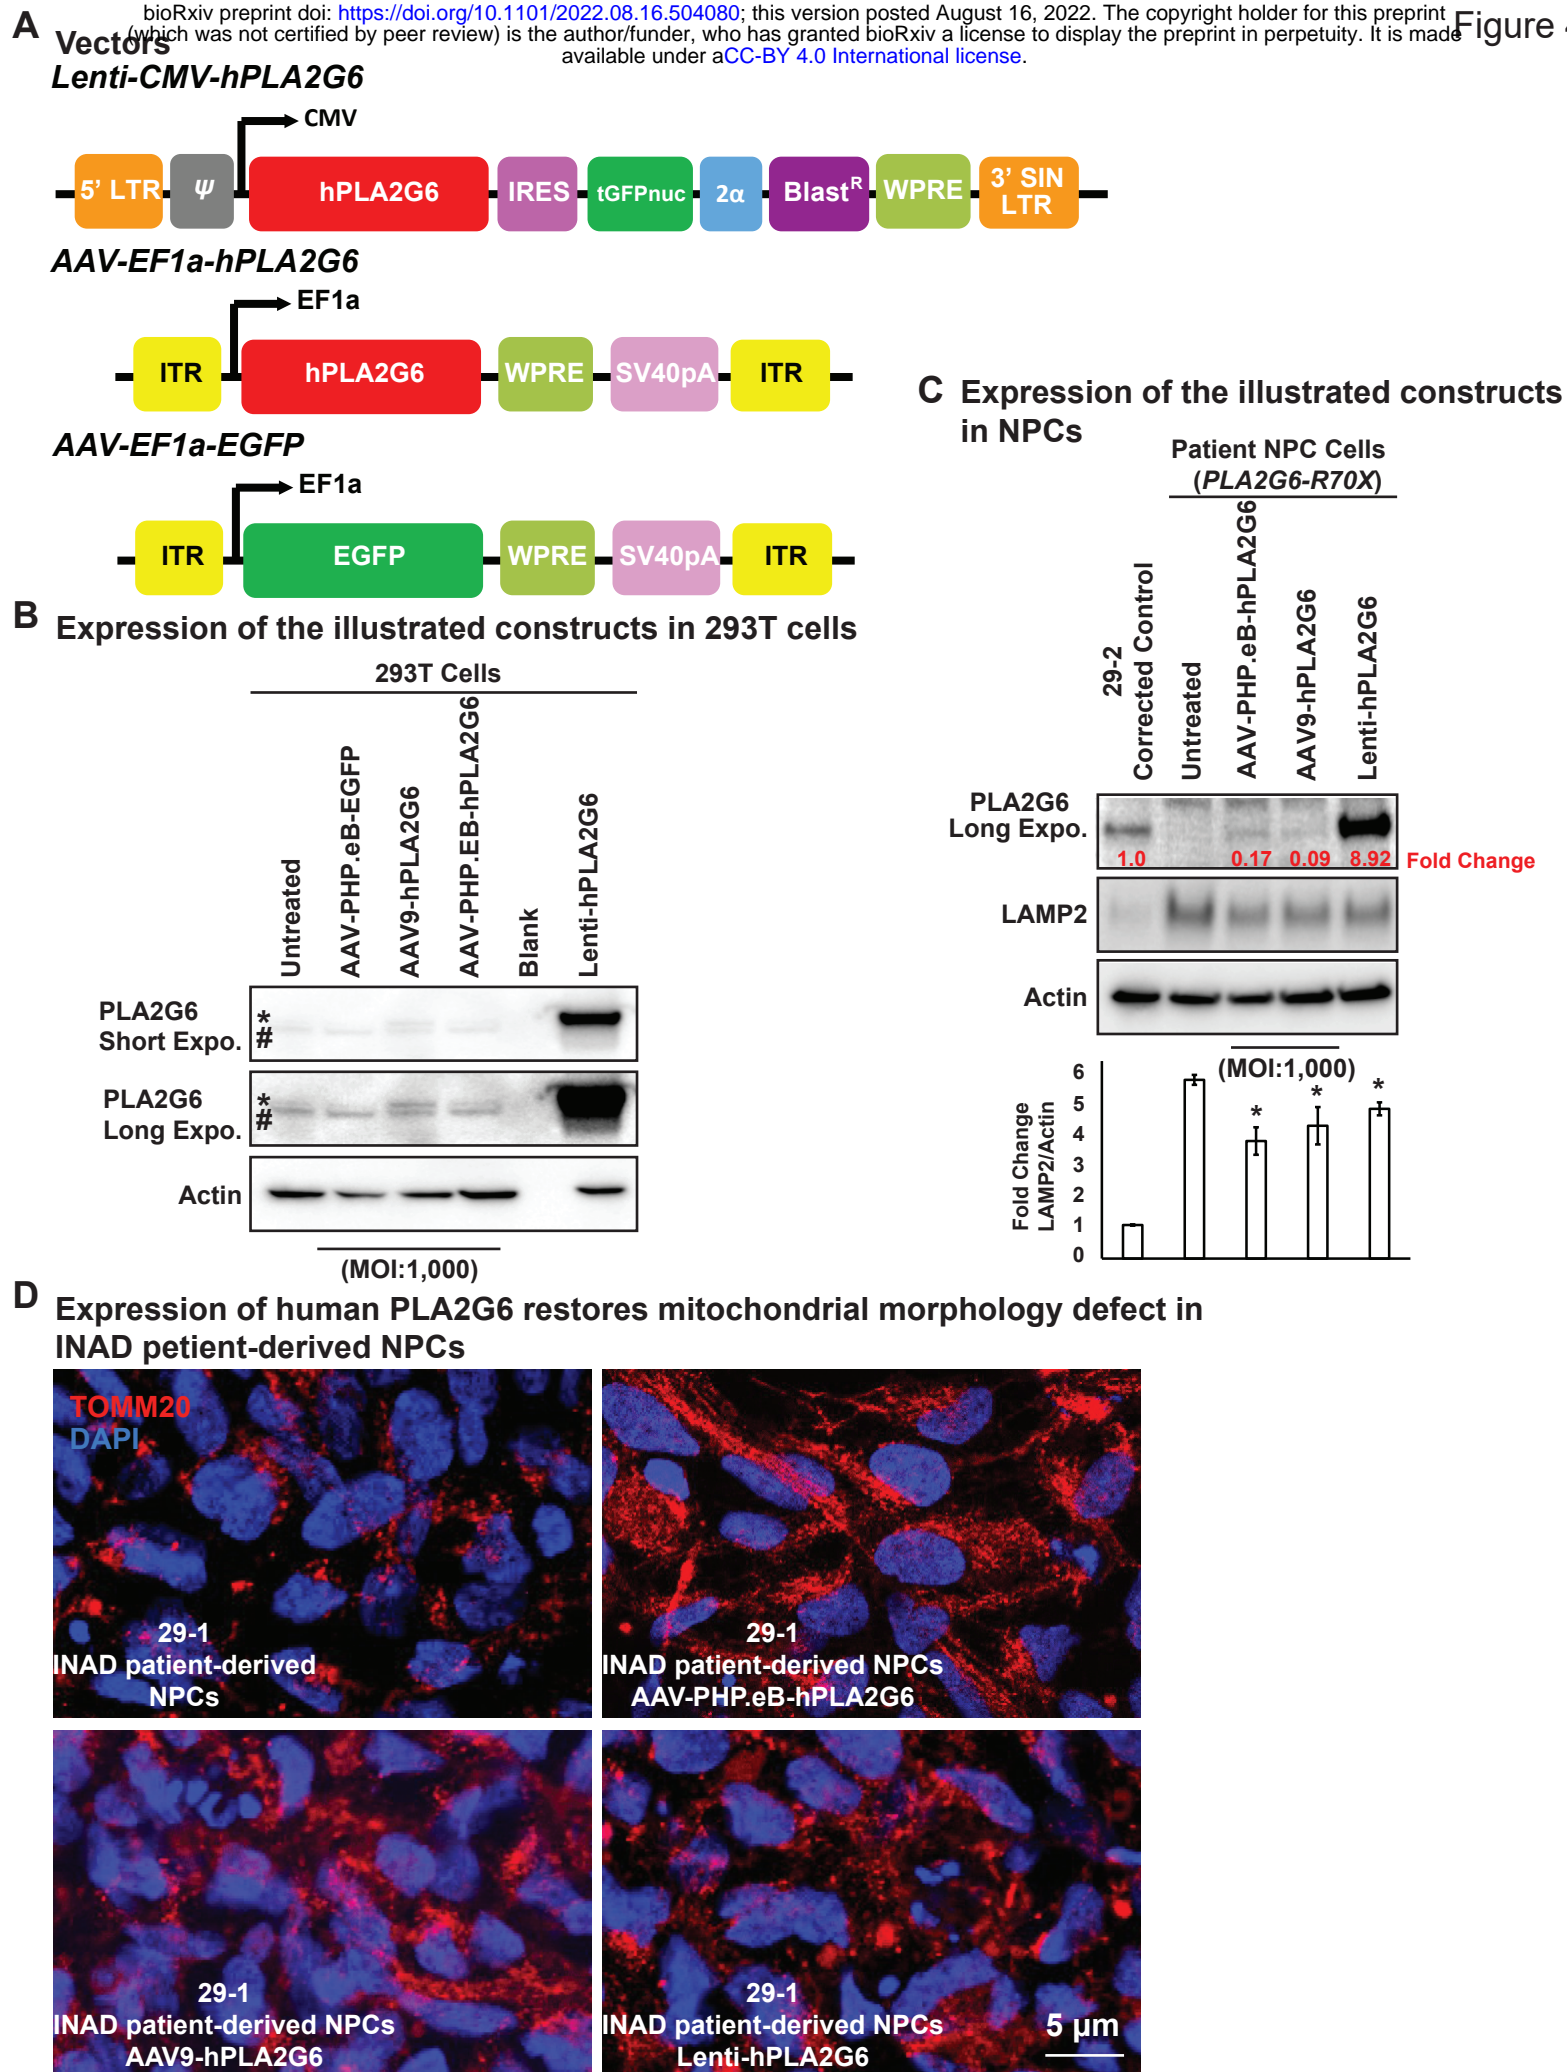 bioRxiv preprint doi: https://doi.org/10.1101/2022.08.16.504080; this version posted August 16, 2022. The copyright holder for this preprint
(which was not certified by peer review) is the author/funder, who has granted bioRxiv a license to display the preprint in perpetuity. It is made
available under aCC-BY 4.0 International license.
Figure
A
Vectors
Lenti-CMV-hPLA2G6
CMV
5' LTR ψ hPLA2G6 IRES tGFPnuc 2α Blast^R WPRE 3' SIN
LTR
AAV-EF1a-hPLA2G6
EF1a
ITR hPLA2G6 WPRE SV40pA ITR
AAV-EF1a-EGFP
EF1a
ITR EGFP WPRE SV40pA ITR
B
Expression of the illustrated constructs in 293T cells
293T Cells
Untreated
AAV-PHP.eB-EGFP
AAV9-hPLA2G6
AAV-PHP.EB-hPLA2G6
Blank
Lenti-hPLA2G6
PLA2G6
Short Expo.
*
#
PLA2G6
Long Expo.
*
#
Actin
(MOI:1,000)
C
Expression of the illustrated constructs
in NPCs
Patient NPC Cells
(PLA2G6-R70X)
29-2
Corrected Control
Untreated
AAV-PHP.eB-hPLA2G6
AAV9-hPLA2G6
Lenti-hPLA2G6
PLA2G6
Long Expo.
1.0 0.17 0.09 8.92 Fold Change
LAMP2
Actin
(MOI:1,000)
Fold Change
LAMP2/Actin
6
5
4
3
2
1
0
* * *
D
Expression of human PLA2G6 restores mitochondrial morphology defect in
INAD petient-derived NPCs
TOMM20
DAPI
29-1
INAD patient-derived
NPCs
29-1
INAD patient-derived NPCs
AAV-PHP.eB-hPLA2G6
29-1
INAD patient-derived NPCs
AAV9-hPLA2G6
29-1
INAD patient-derived NPCs
Lenti-hPLA2G6
5 μm